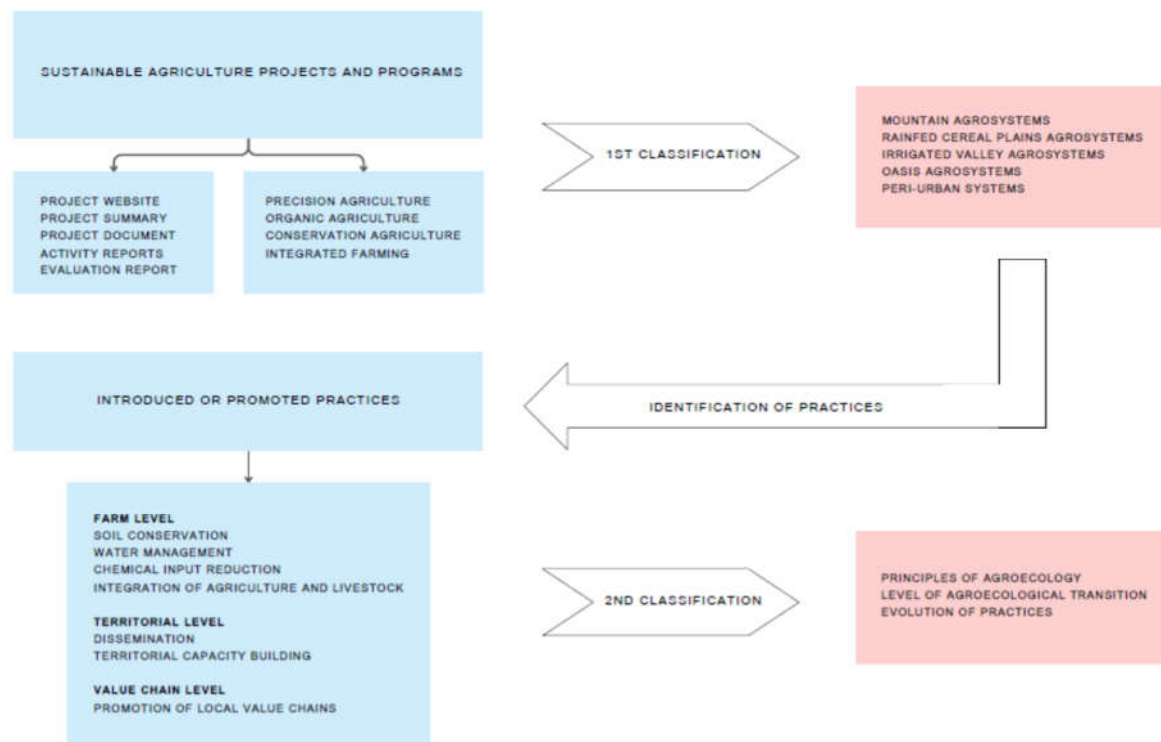 SUSTAINABLE AGRICULTURE PROJECTS AND PROGRAMS
PROJECT WEBSITE
PROJECT SUMMARY
PROJECT DOCUMENT
ACTIVITY REPORTS
EVALUATION REPORT
PRECISION AGRICULTURE
ORGANIC AGRICULTURE
CONSERVATION AGRICULTURE
INTEGRATED FARMING
1ST CLASSIFICATION
MOUNTAIN AGROSYSTEMS
RAINFED CEREAL PLAINS AGROSYSTEMS
IRRIGATED VALLEY AGROSYSTEMS
OASIS AGROSYSTEMS
PERI-URBAN SYSTEMS
IDENTIFICATION OF PRACTICES
INTRODUCED OR PROMOTED PRACTICES
FARM LEVEL
SOIL CONSERVATION
WATER MANAGEMENT
CHEMICAL INPUT REDUCTION
INTEGRATION OF AGRICULTURE AND LIVESTOCK
TERRITORIAL LEVEL
DISSEMINATION
TERRITORIAL CAPACITY BUILDING
VALUE CHAIN LEVEL
PROMOTION OF LOCAL VALUE CHAINS
2ND CLASSIFICATION
PRINCIPLES OF AGROECOLOGY
LEVEL OF AGROECOLOGICAL TRANSITION
EVOLUTION OF PRACTICES